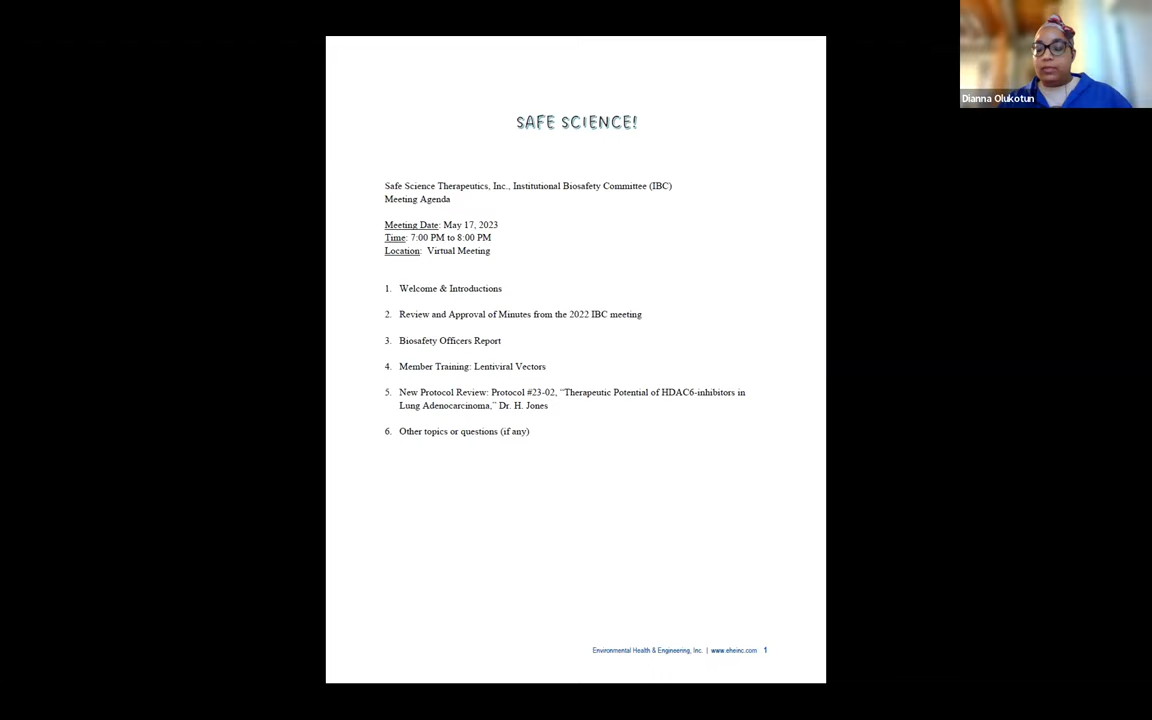 Dianna Olukotun
SAFE SCIENCE!
Safe Science Therapeutics, Inc., Institutional Biosafety Committee (IBC)
Meeting Agenda
Meeting Date: May 17, 2023
Time: 7:00 PM to 8:00 PM
Location: Virtual Meeting
1. Welcome & Introductions
2. Review and Approval of Minutes from the 2022 IBC meeting
3. Biosafety Officers Report
4. Member Training: Lentiviral Vectors
5. New Protocol Review: Protocol #23-02, “Therapeutic Potential of HDAC6-inhibitors in
Lung Adenocarcinoma,” Dr. H. Jones
6. Other topics or questions (if any)
Environmental Health & Engineering, Inc. | www.eheinc.com 1